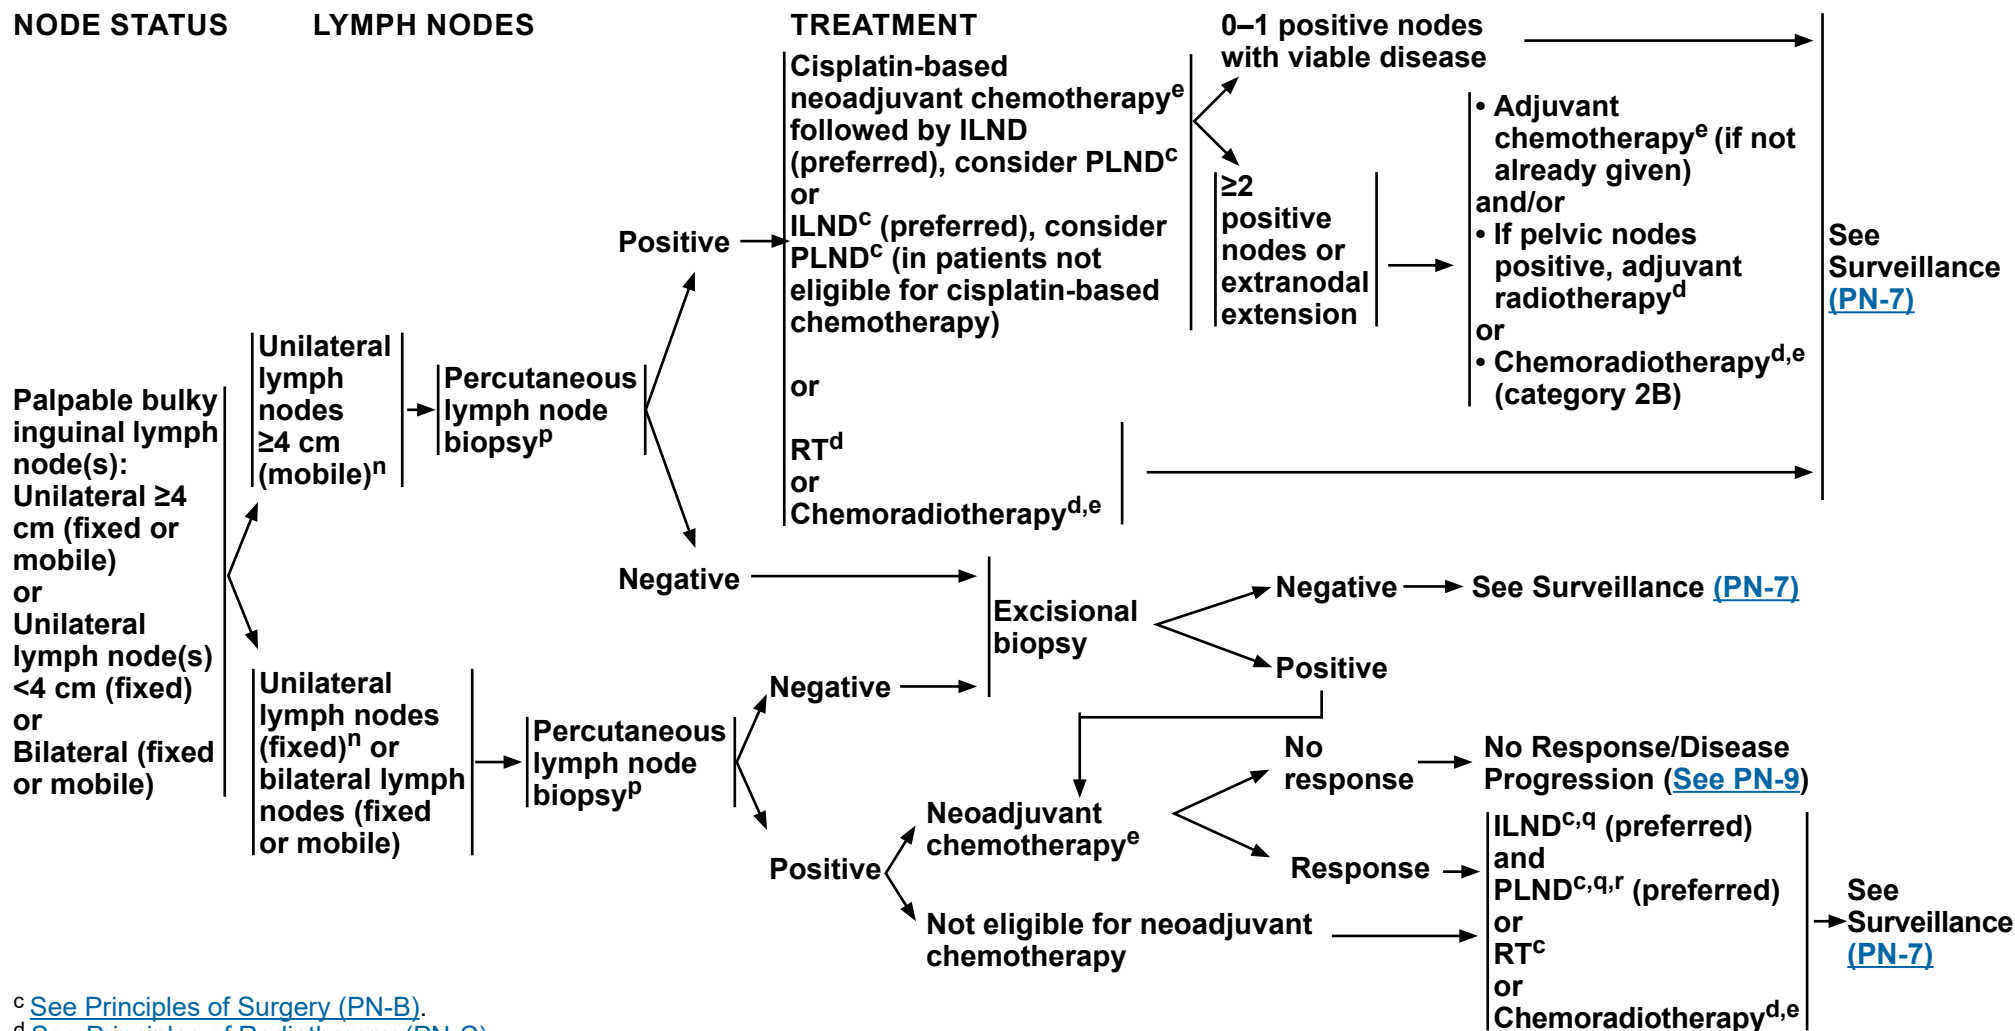 NODE STATUS
LYMPH NODES
TREATMENT
Palpable bulky
inguinal lymph
node(s):
Unilateral ≥4
cm (fixed or
mobile)
or
Unilateral
lymph node(s)
<4 cm (fixed)
or
Bilateral (fixed
or mobile)
Unilateral
lymph
nodes
≥4 cm
(mobile)n
Percutaneous
lymph node
biopsyp
Positive
Cisplatin-based
neoadjuvant chemotherapye
followed by ILND
(preferred), consider PLNDc
or
ILNDc (preferred), consider
PLNDc (in patients not
eligible for cisplatin-based
chemotherapy)
or
RTd
or
Chemoradiotherapyd,e
0–1 positive nodes
with viable disease
≥2
positive
nodes or
extranodal
extension
• Adjuvant
chemotherapye (if not
already given)
and/or
• If pelvic nodes
positive, adjuvant
radiotherapyd
or
• Chemoradiotherapyd,e
(category 2B)
See
Surveillance
(PN-7)
Negative
Excisional
biopsy
Negative
See Surveillance (PN-7)
Positive
Unilateral
lymph nodes
(fixed)n or
bilateral lymph
nodes (fixed
or mobile)
Percutaneous
lymph node
biopsyp
Negative
Positive
Neoadjuvant
chemotherapye
No
response
No Response/Disease
Progression (See PN-9)
Response
Not eligible for neoadjuvant
chemotherapy
ILNDc,q (preferred)
and
PLNDc,q,r (preferred)
or
RTc
or
Chemoradiotherapyd,e
See
Surveillance
(PN-7)
c See Principles of Surgery (PN-B).
d See Principles of Radiotherapy (PN-C)